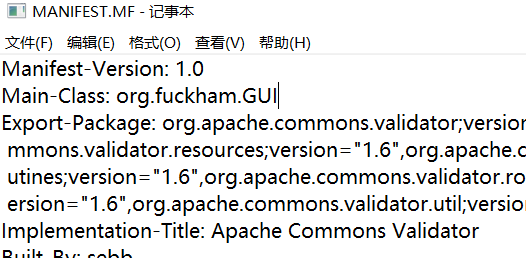 MANIFEST.MF - 记事本
文件(F) 编辑(E) 格式(O) 查看(V) 帮助(H)
Manifest-Version: 1.0
Main-Class: org.fuckham.GUI
Export-Package: org.apache.commons.validator;version
mmons.validator.resources;version="1.6",org.apache.c
utines;version="1.6",org.apache.commons.validator.ro
ersion="1.6",org.apache.commons.validator.util;version
Implementation-Title: Apache Commons Validator
Built-By: sebb